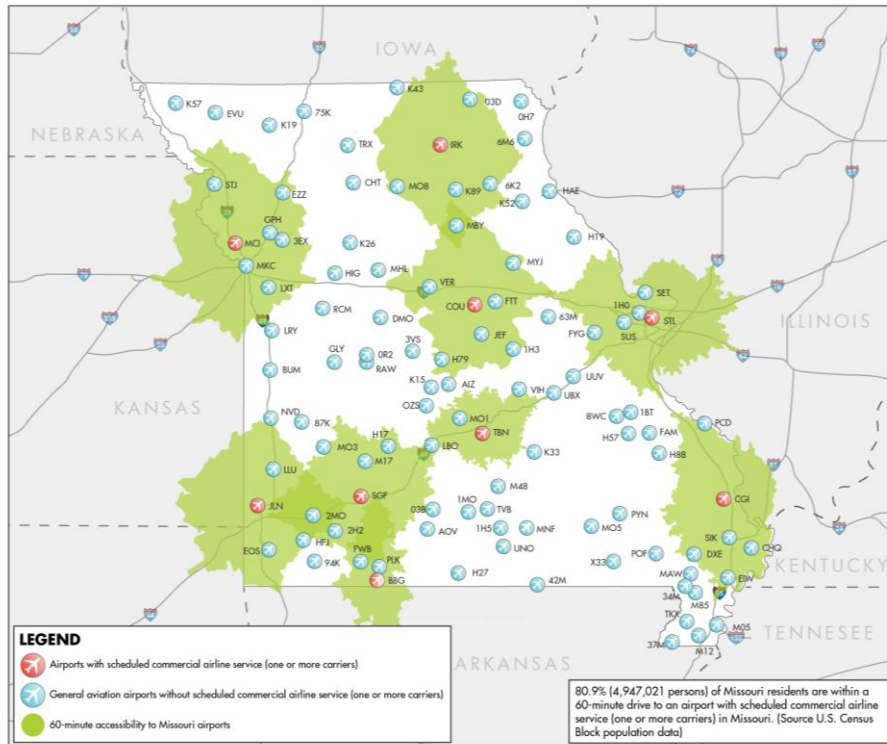 IOWA
K43
K57
EVU
75K
03D
0H7
K19
NEBRASKA
TRX
IRK
6M6
STJ
EZZ
CHT
MO8
K89
6K2
HAE
K52
GPH
MBY
MCI
3EX
K26
H19
MKC
HIG
MHL
MYJ
LXT
VER
SET
COU
FTT
1H0
RCM
DMO
63M
STL
ILLINOIS
LRY
FYG
SUS
JEF
GLY
0R2
3VS
1H3
RAW
H79
KANSAS
BUM
K15
AIZ
VIH
UUV
UBX
OZS
NVD
B7K
MO1
8WC
1BT
PCD
TBN
H57
FAM
MO3
H17
LBO
K33
H88
M17
LLU
M48
JLN
SGF
CGI
2MO
03B
1MO
TVB
PYN
2H2
AOV
1H5
MNF
MO5
SIK
HFJ
EOS
UNO
CHQ
FWB
94K
PLK
X33
POF
DXE
KENTUCKY
BBG
H27
42M
MAW
EIW
34M
M85
TKX
M05
TENNESSEE
37M
M12
ARKANSAS
LEGEND
Airports with scheduled commercial airline service (one or more carriers)
General aviation airports without scheduled commercial airline service (one or more carriers)
60-minute accessibility to Missouri airports
80.9% (4,947,021 persons) of Missouri residents are within a
60-minute drive to an airport with scheduled commercial airline
service (one or more carriers) in Missouri. (Source U.S. Census
Block population data)